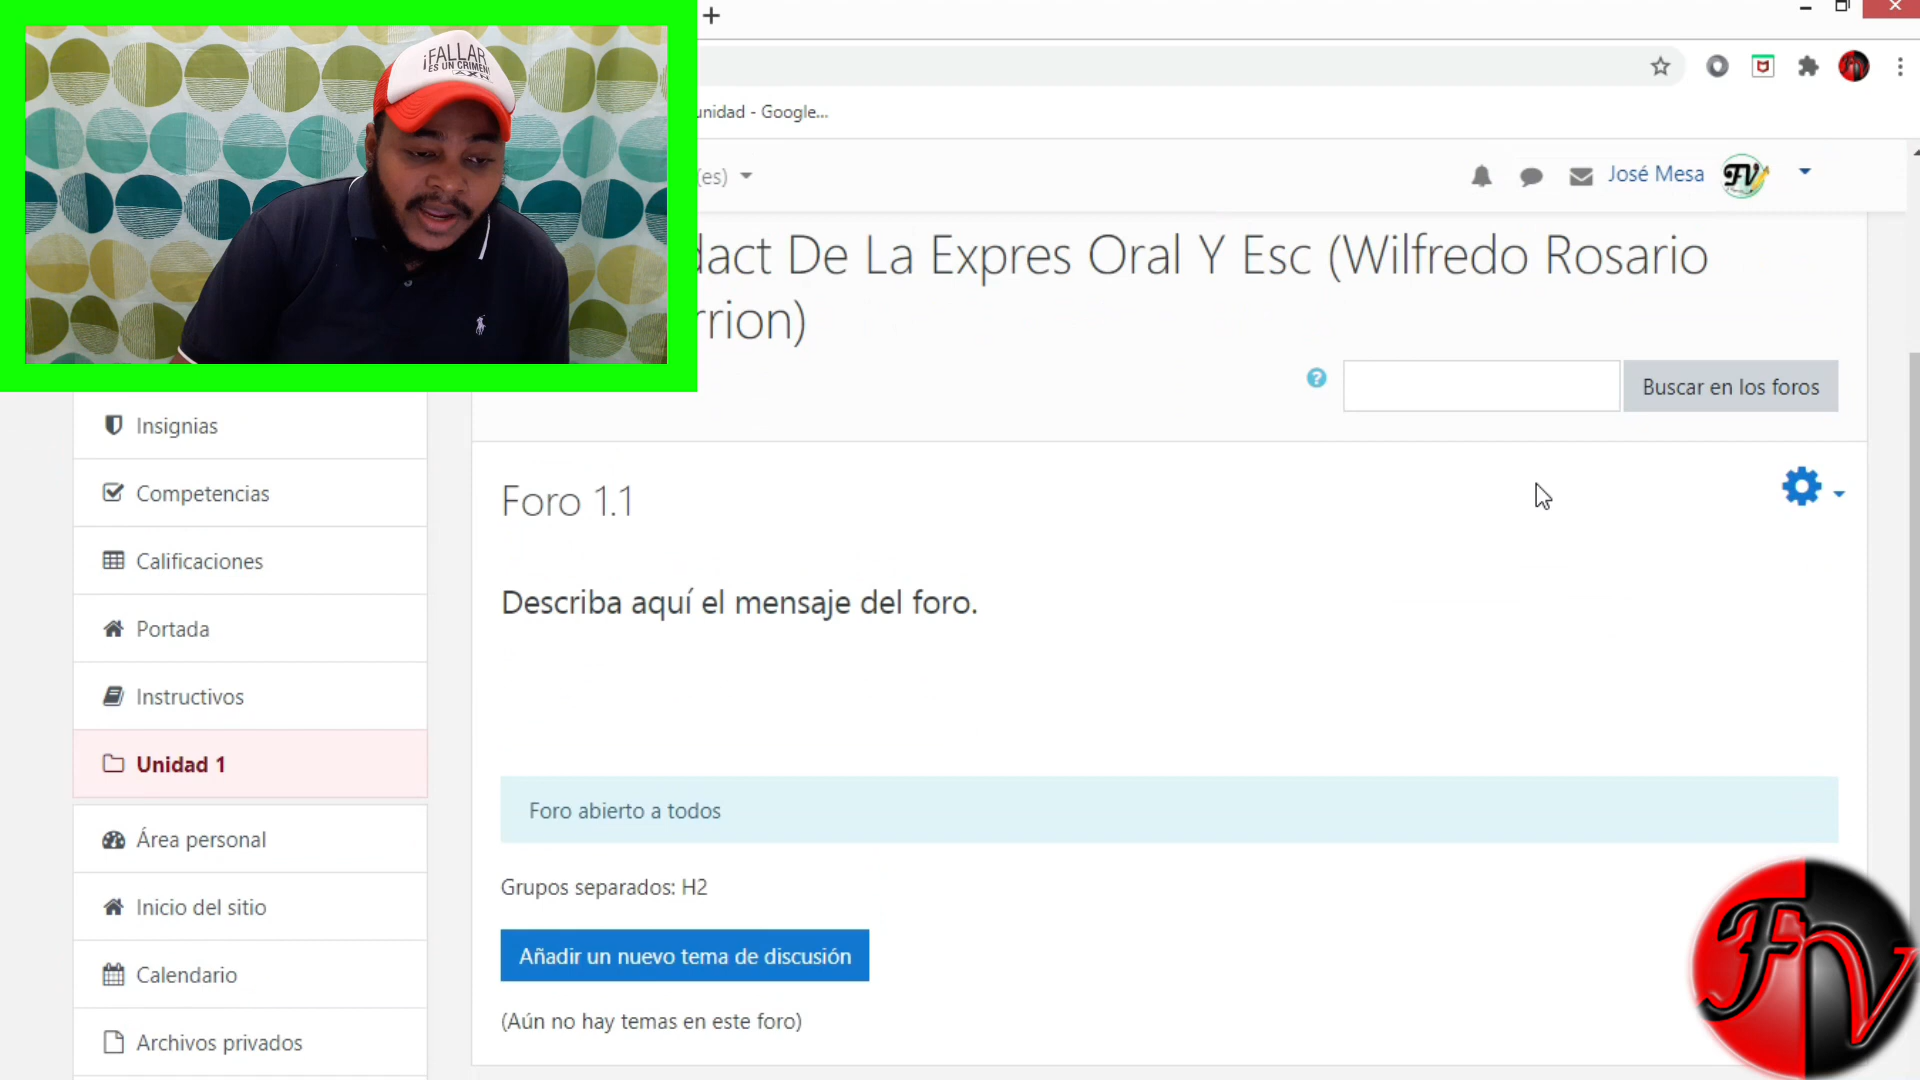 ¡FALLAR
ES UN CRIMEN!
AXN
unidad - Google...
(es)
José Mesa
FV
dact De La Expres Oral Y Esc (Wilfredo Rosario
rrion)
Buscar en los foros
Insignias
Competencias
Calificaciones
Portada
Instructivos
Unidad 1
Área personal
Inicio del sitio
Calendario
Archivos privados
Foro 1.1
Describa aquí el mensaje del foro.
Foro abierto a todos
Grupos separados: H2
Añadir un nuevo tema de discusión
(Aún no hay temas en este foro)
FV